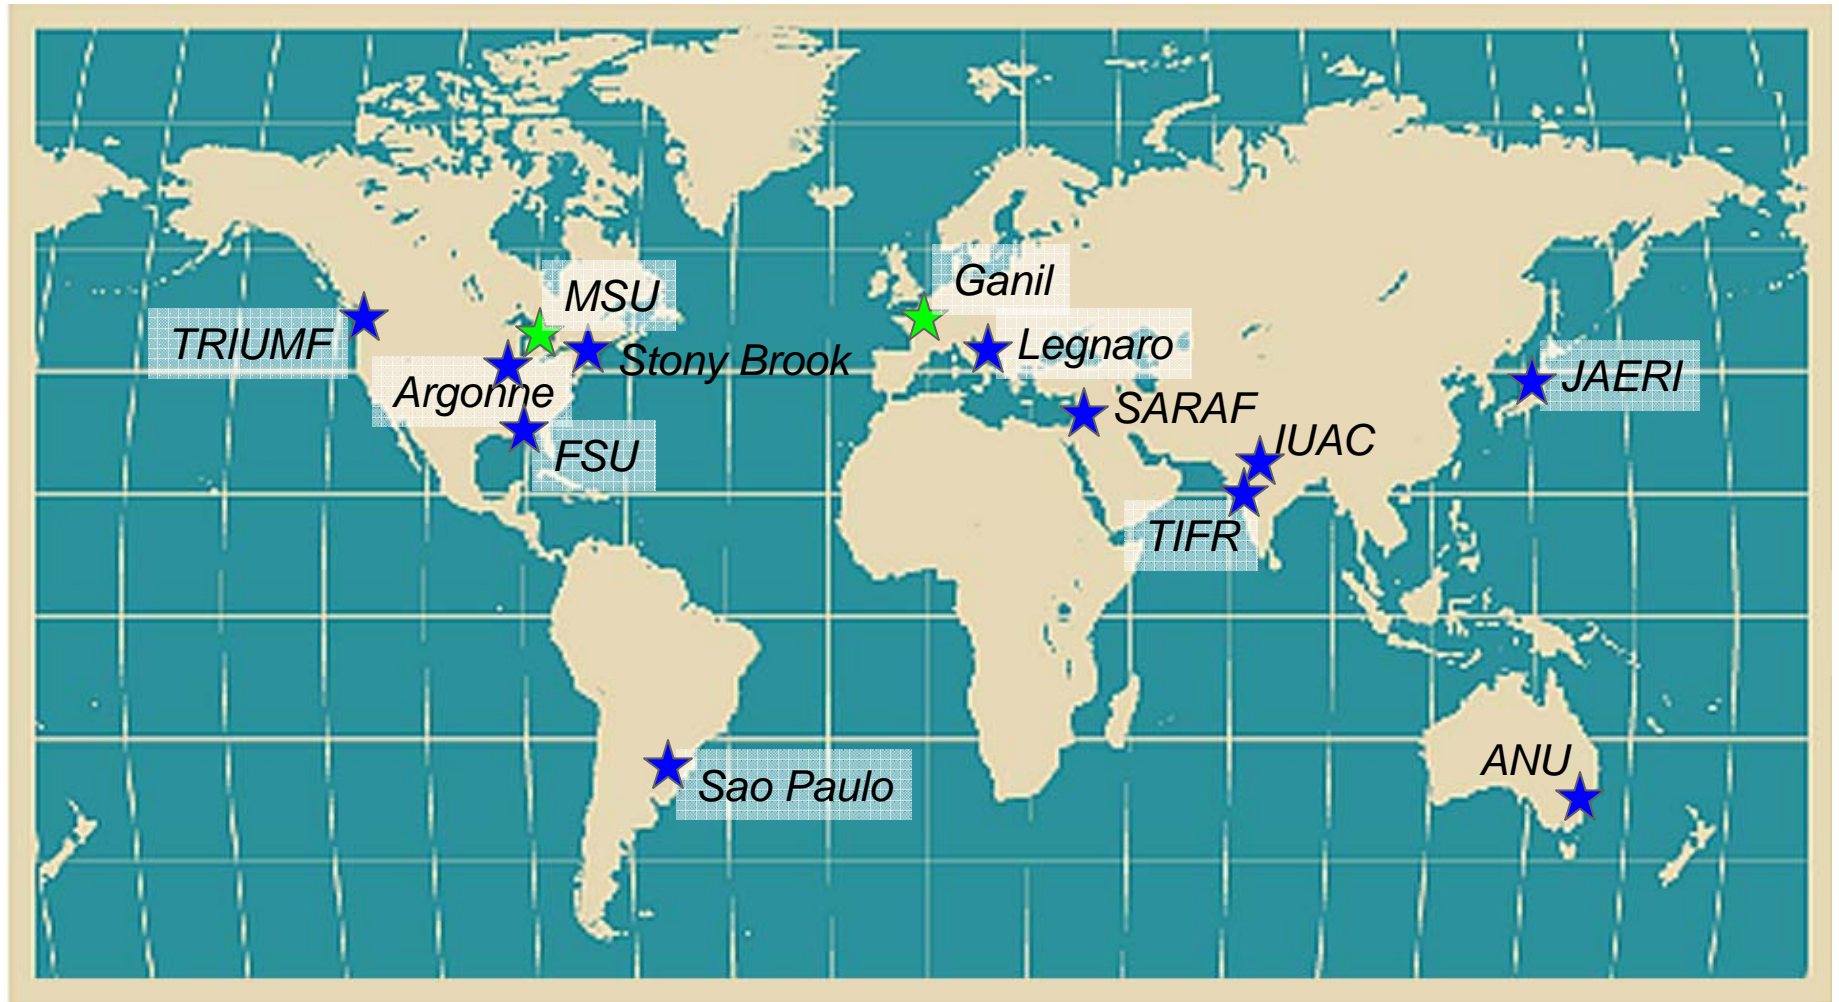 Ganil
MSU
TRIUMF
Legnaro
Stony Brook
JAERI
Argonne
SARAF
IUAC
FSU
TIFR
ANU
Sao Paulo